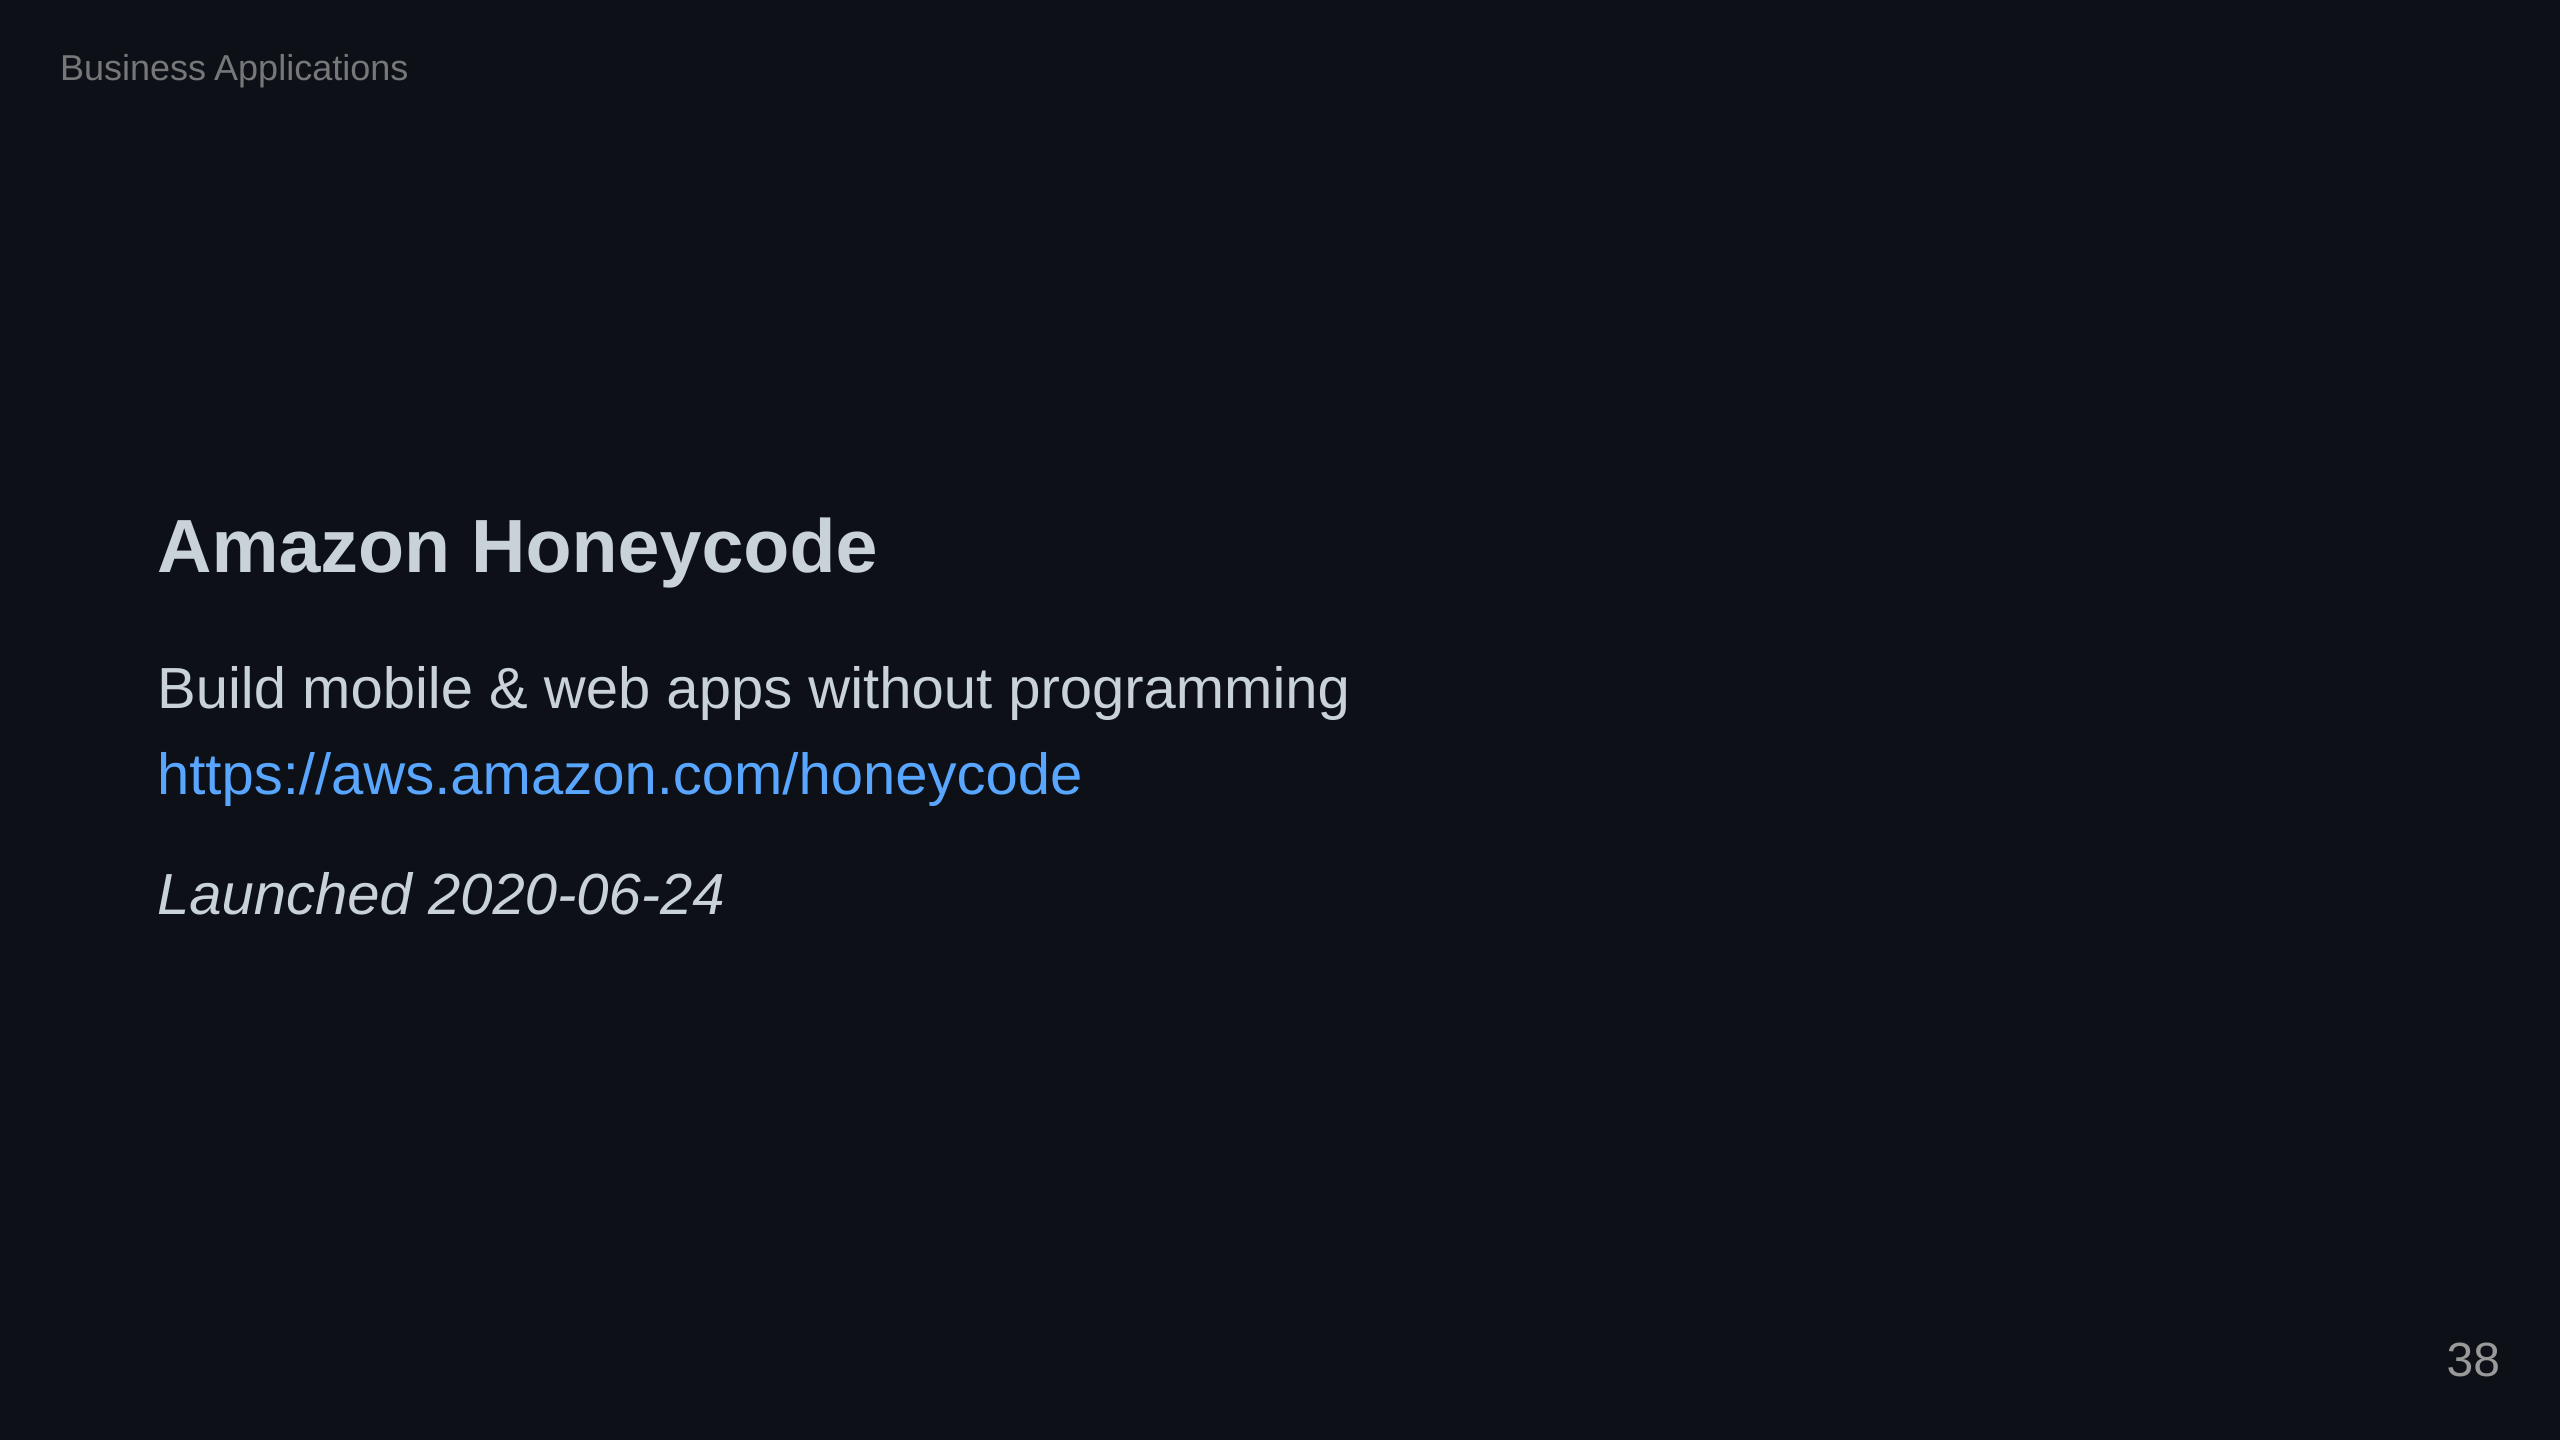 Business Applications
Amazon Honeycode
Build mobile & web apps without programming
https://aws.amazon.com/honeycode
Launched 2020-06-24
38